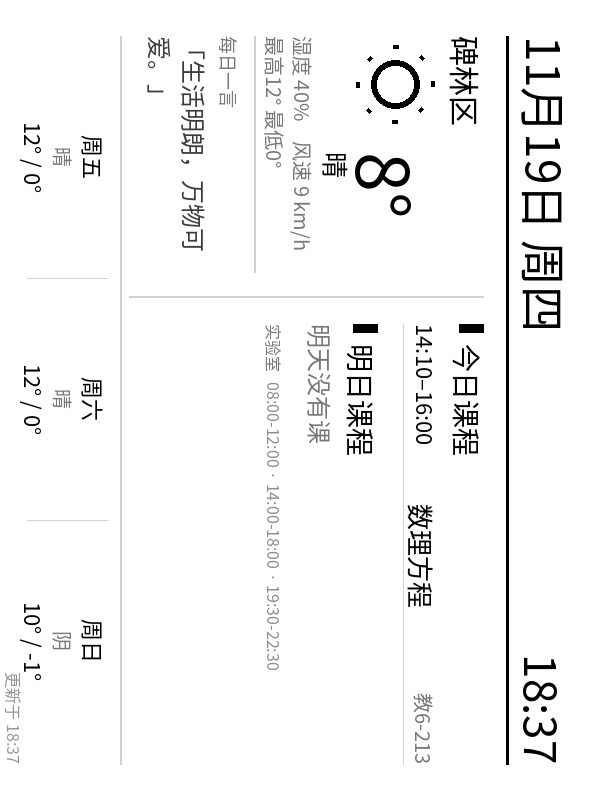 11月19日 周四
18:37
碑林区
8°
晴
湿度 40% 风速 9 km/h
最高12° 最低0°
每日一言
「生活明朗，万物可
爱。」
今日课程
14:10–16:00 数理方程 教6-213
明日课程
明天没有课
实验室 08:00-12:00 · 14:00-18:00 · 19:30-22:30
周五
晴
12° / 0°
周六
晴
12° / 0°
周日
阴
10° / -1°
更新于 18:37